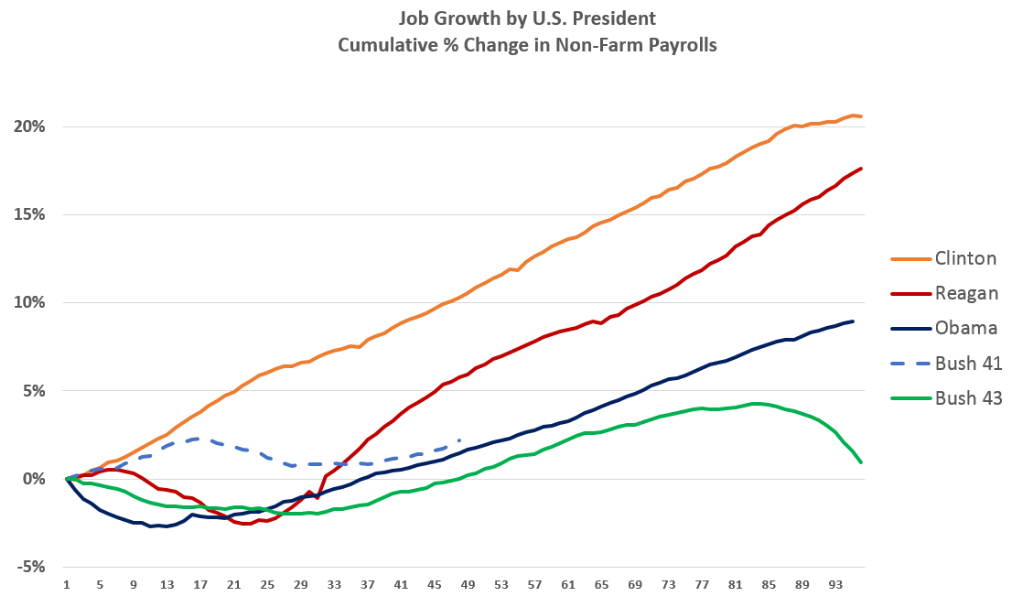 Job Growth by U.S. President
Cumulative % Change in Non-Farm Payrolls
20%
15%
10%
5%
0%
-5%
1 5 9 13 17 21 25 29 33 37 41 45 49 53 57 61 65 69 73 77 81 85 89 93
Clinton
Reagan
Obama
Bush 41
Bush 43